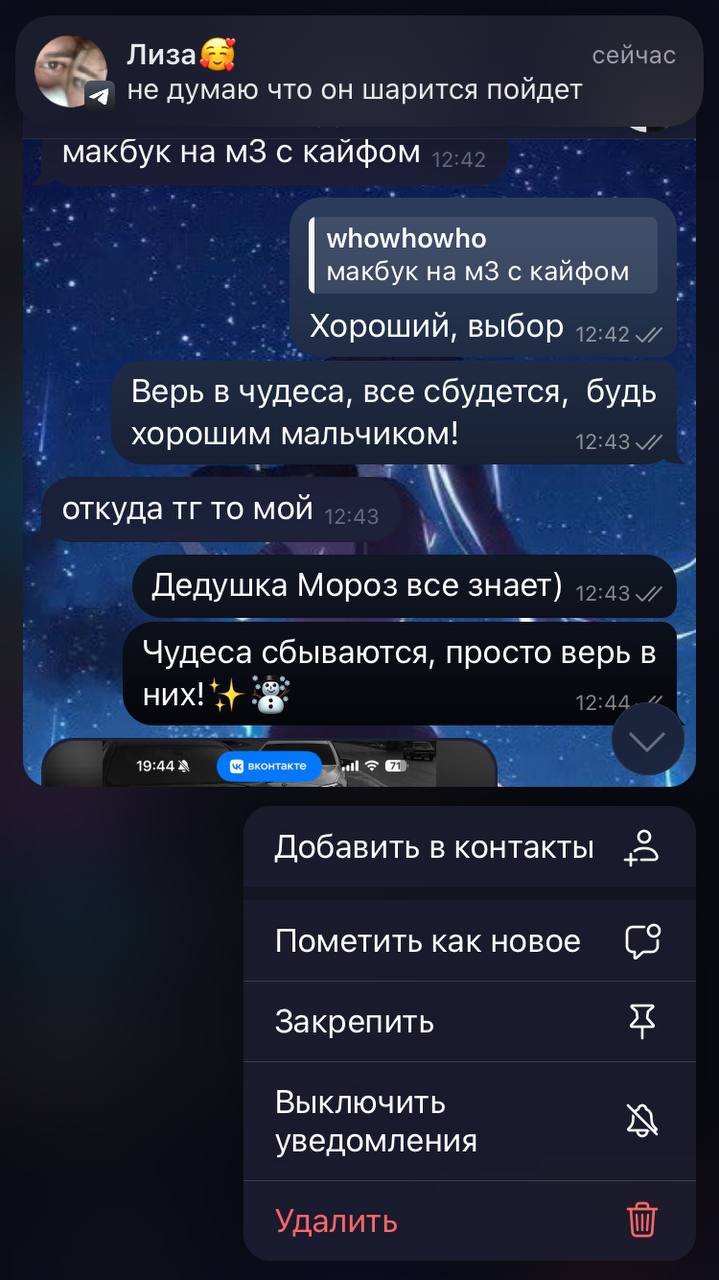 Лиза🥰 сейчас
не думаю что он шарится пойдет
макбук на м3 с кайфом 12:42
whowhowho
макбук на м3 с кайфом
Хороший, выбор 12:42
Верь в чудеса, все сбудется, будь
хорошим мальчиком! 12:43
откуда тг то мой 12:43
Дедушка Мороз все знает) 12:43
Чудеса сбываются, просто верь в
них!✨☃️ 12:44
19:44 вконтакте 71
Добавить в контакты
Пометить как новое
Закрепить
Выключить
уведомления
Удалить